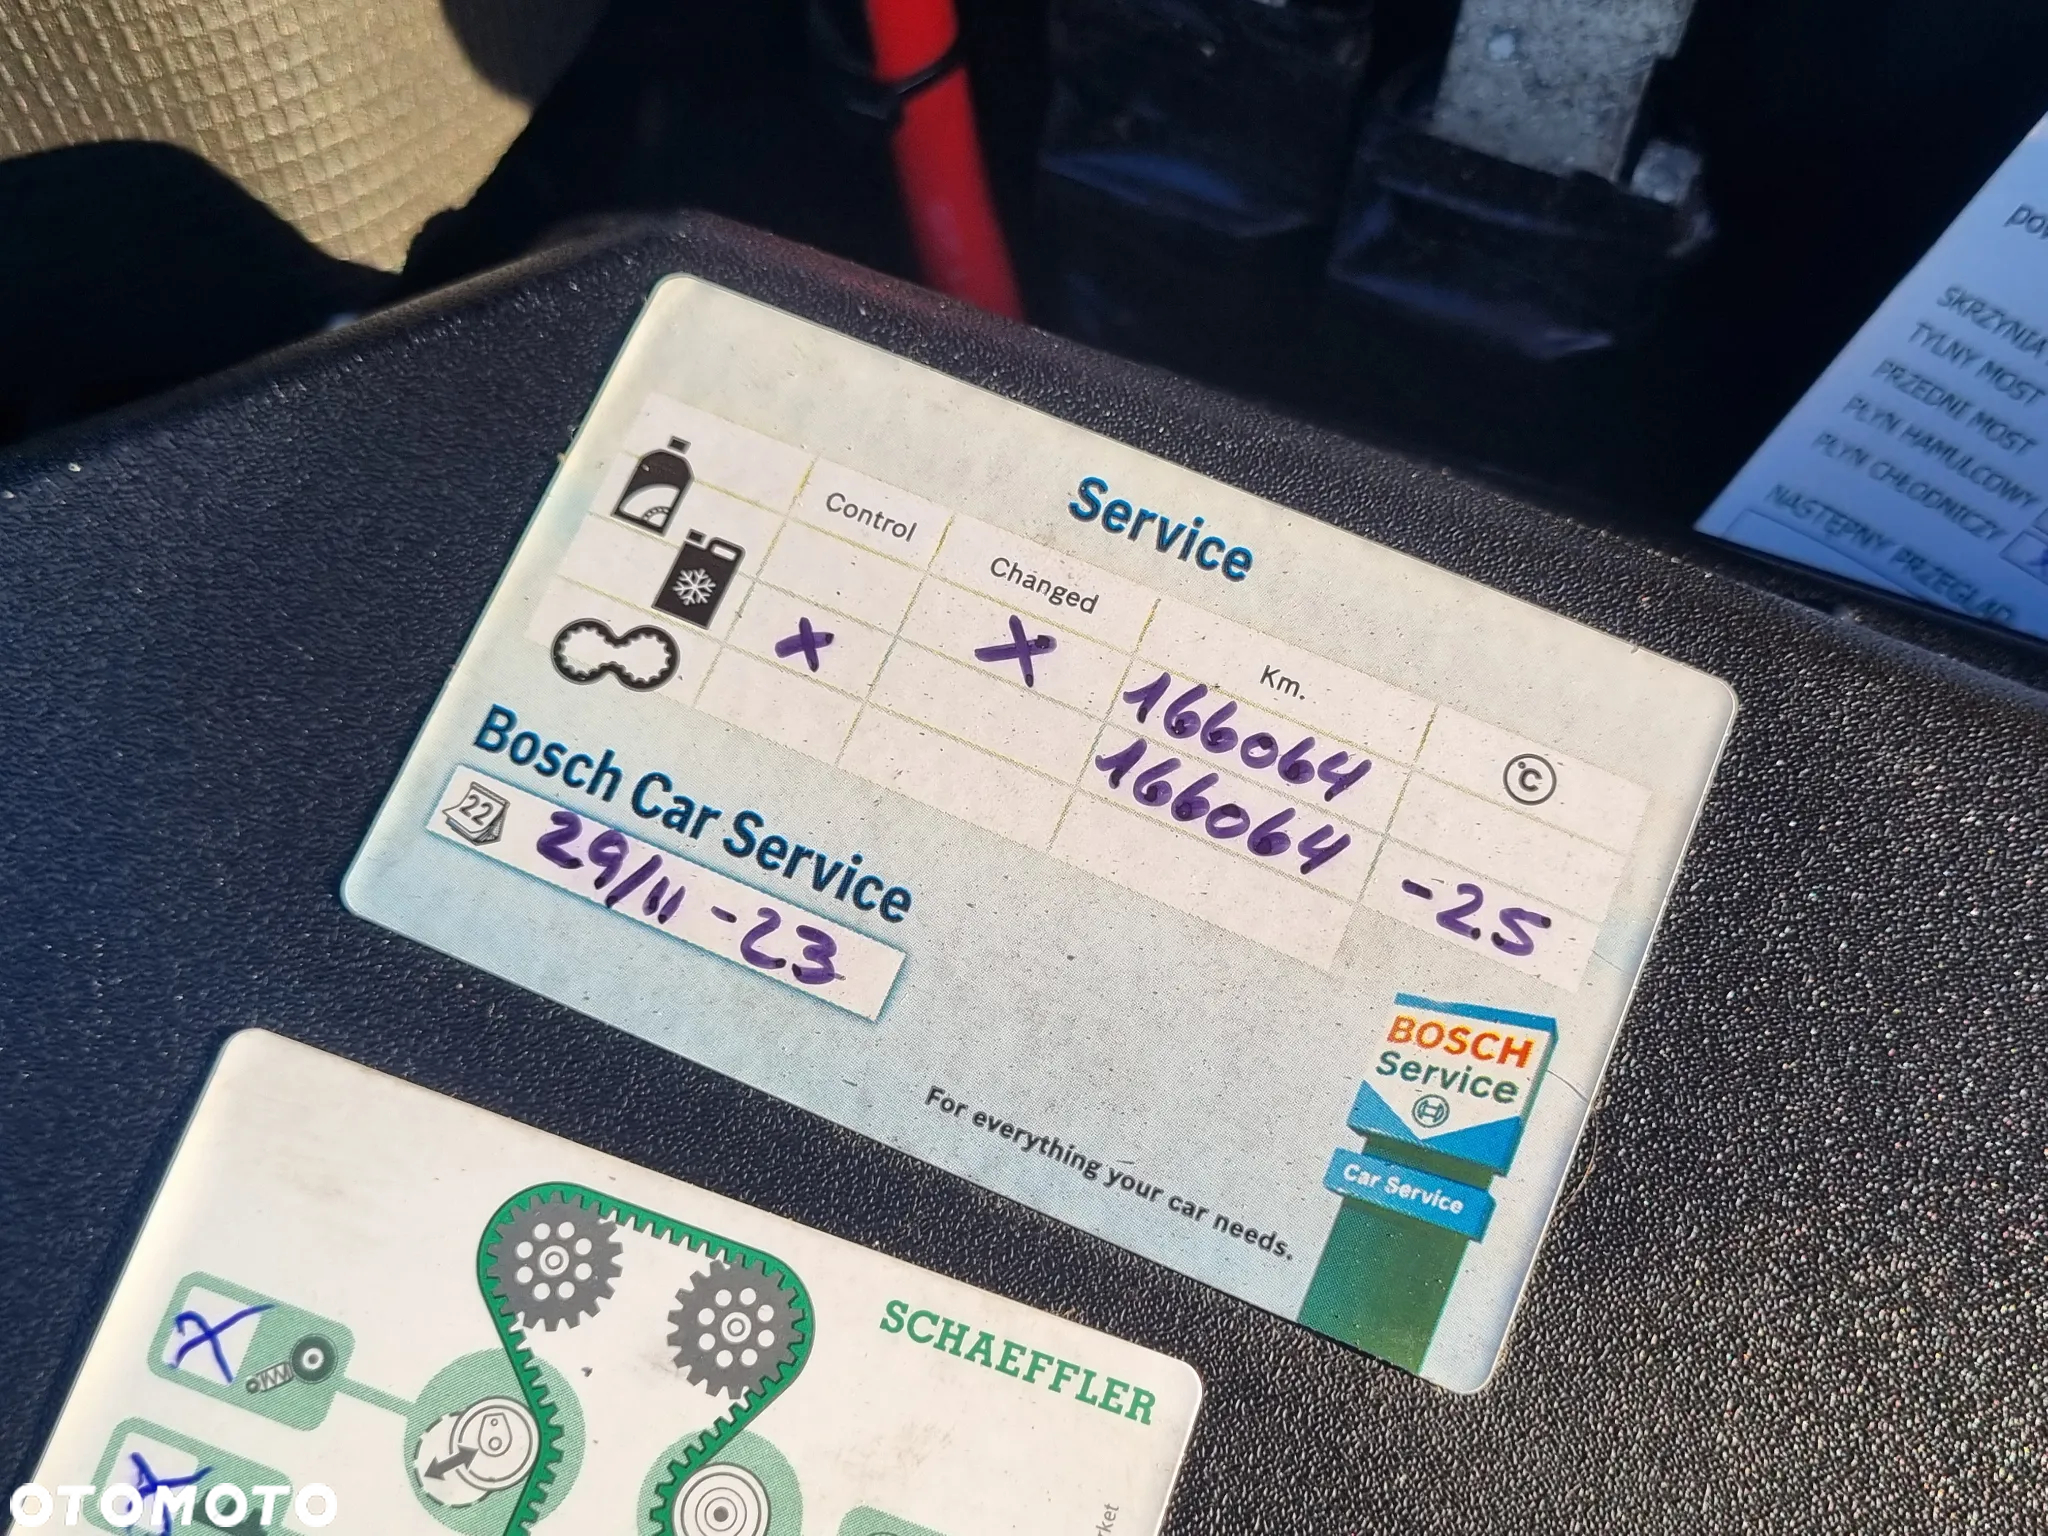 Service
Control
Changed
Km.
°C
X
166064
X
166064
-25
Bosch Car Service
22
29/11-23
For everything your car needs.
BOSCH
Service
Car Service
SCHAEFFLER
X
X
SKRZYNIA
TYLNY MOST
PRZEDNI MOST
PŁYN HAMULCOWY
PŁYN CHŁODNICZY
NASTĘPNY PRZEGLĄD
OTOMOTO